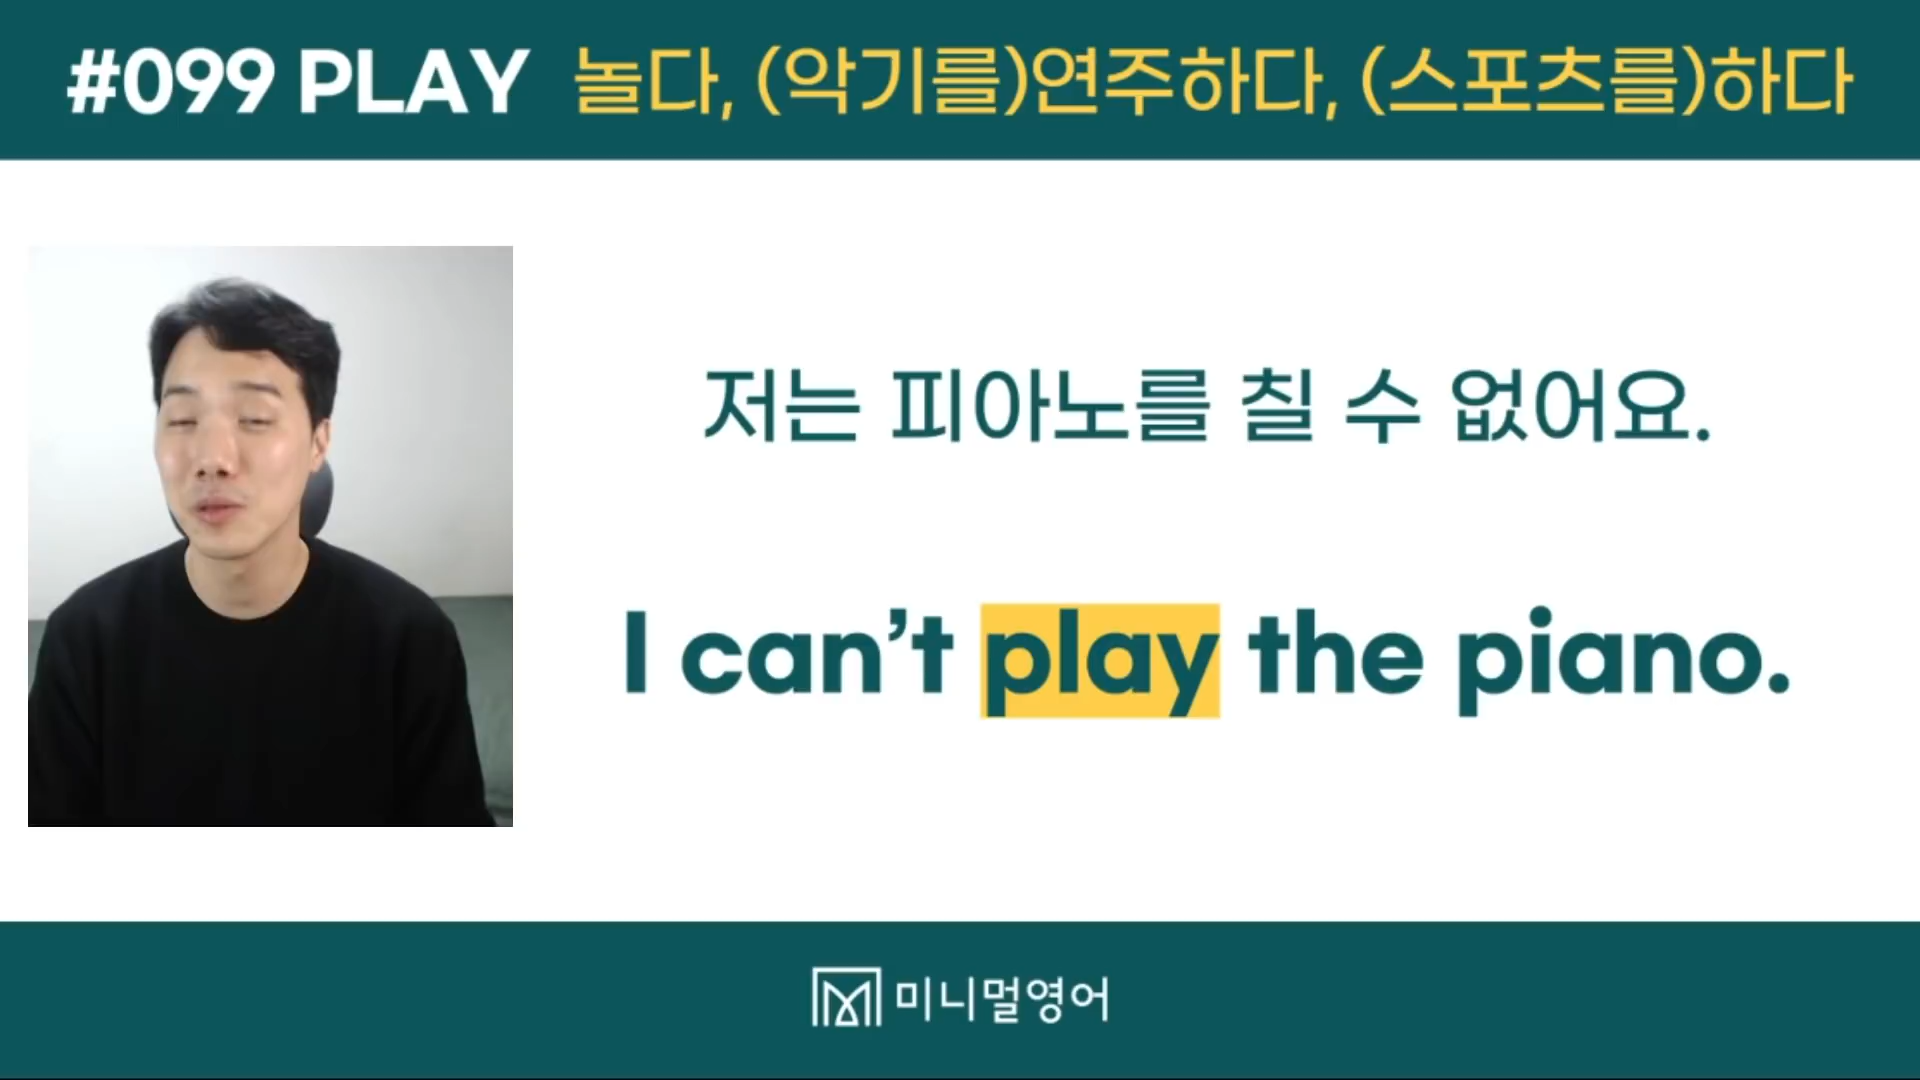 #099 PLAY 놀다, (악기를)연주하다, (스포츠를)하다
저는 피아노를 칠 수 없어요.
I can’t play the piano.
미니멀영어